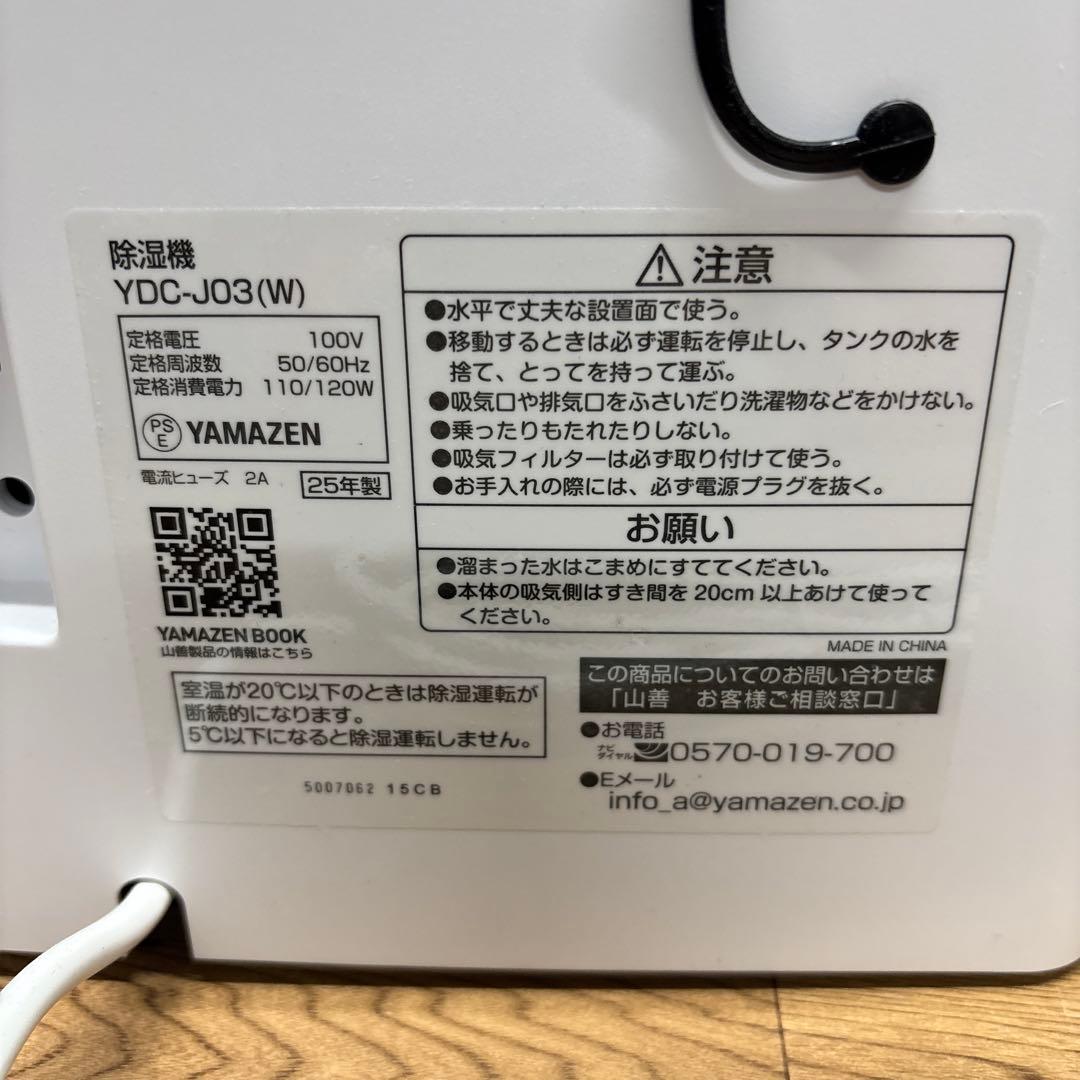 除湿機
YDC-J03(W)
定格電圧 100V
定格周波数 50/60Hz
定格消費電力 110/120W
PS
E
YAMAZEN
電流ヒューズ 2A
25年製
YAMAZEN BOOK
山善製品の情報はこちら
注意
●水平で丈夫な設置面で使う。
●移動するときは必ず運転を停止し、タンクの水を
捨て、とってを持って運ぶ。
●吸気口や排気口をふさいだり洗濯物などをかけない。
●乗ったりもたれたりしない。
●吸気フィルターは必ず取り付けて使う。
●お手入れの際には、必ず電源プラグを抜く。
お願い
●溜まった水はこまめにすててください。
●本体の吸気側はすき間を20cm以上あけて使って
ください。
MADE IN CHINA
室温が20℃以下のときは除湿運転が
断続的になります。
5℃以下になると除湿運転しません。
5007062 15CB
この商品についてのお問い合わせは
「山善 お客様ご相談窓口」
●お電話
ナビ
ダイヤル
0570-019-700
●Eメール
info_a@yamazen.co.jp